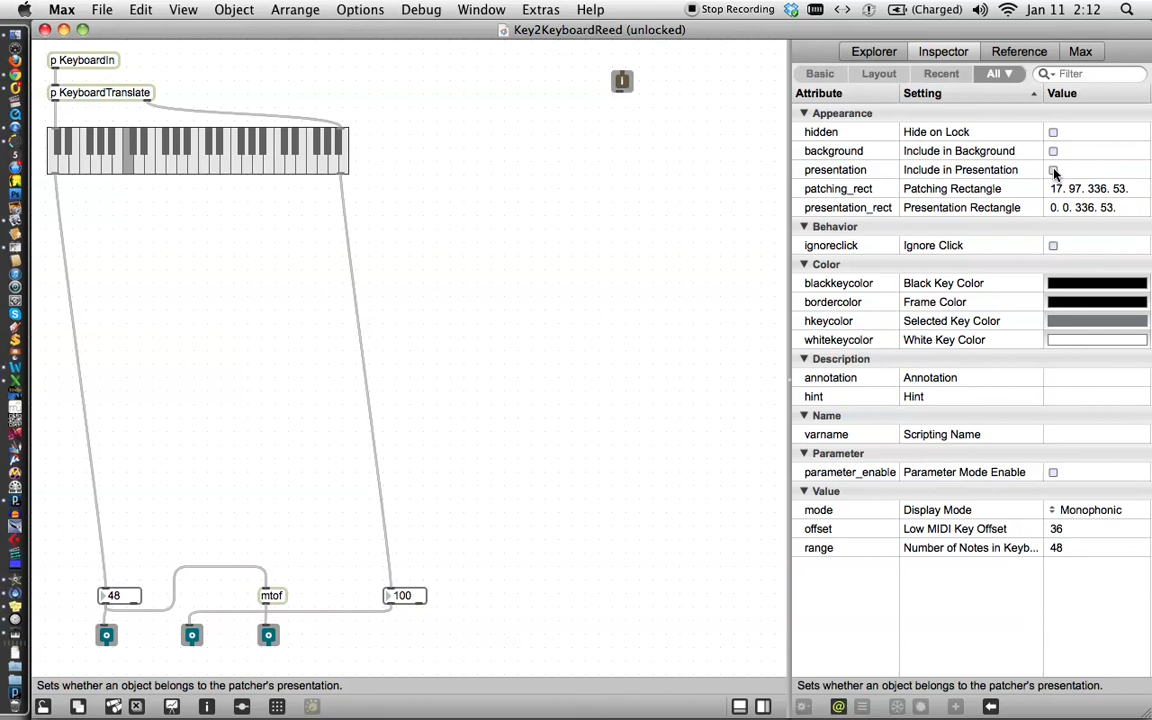 Max File Edit View Object Arrange Options Debug Window Extras Help Stop Recording (Charged) Jan 11 2:12
Key2KeyboardReed (unlocked)
p KeyboardIn
p KeyboardTranslate
48
mtof
100
Sets whether an object belongs to the patcher's presentation.
Explorer Inspector Reference Max
Basic Layout Recent All Filter
Attribute Setting Value
Appearance
hidden Hide on Lock
background Include in Background
presentation Include in Presentation
patching_rect Patching Rectangle 17. 97. 336. 53.
presentation_rect Presentation Rectangle 0. 0. 336. 53.
Behavior
ignoreclick Ignore Click
Color
blackkeycolor Black Key Color
bordercolor Frame Color
hkeycolor Selected Key Color
whitekeycolor White Key Color
Description
annotation Annotation
hint Hint
Name
varname Scripting Name
Parameter
parameter_enable Parameter Mode Enable
Value
mode Display Mode Monophonic
offset Low MIDI Key Offset 36
range Number of Notes in Keyb... 48
Sets whether an object belongs to the patcher's presentation.